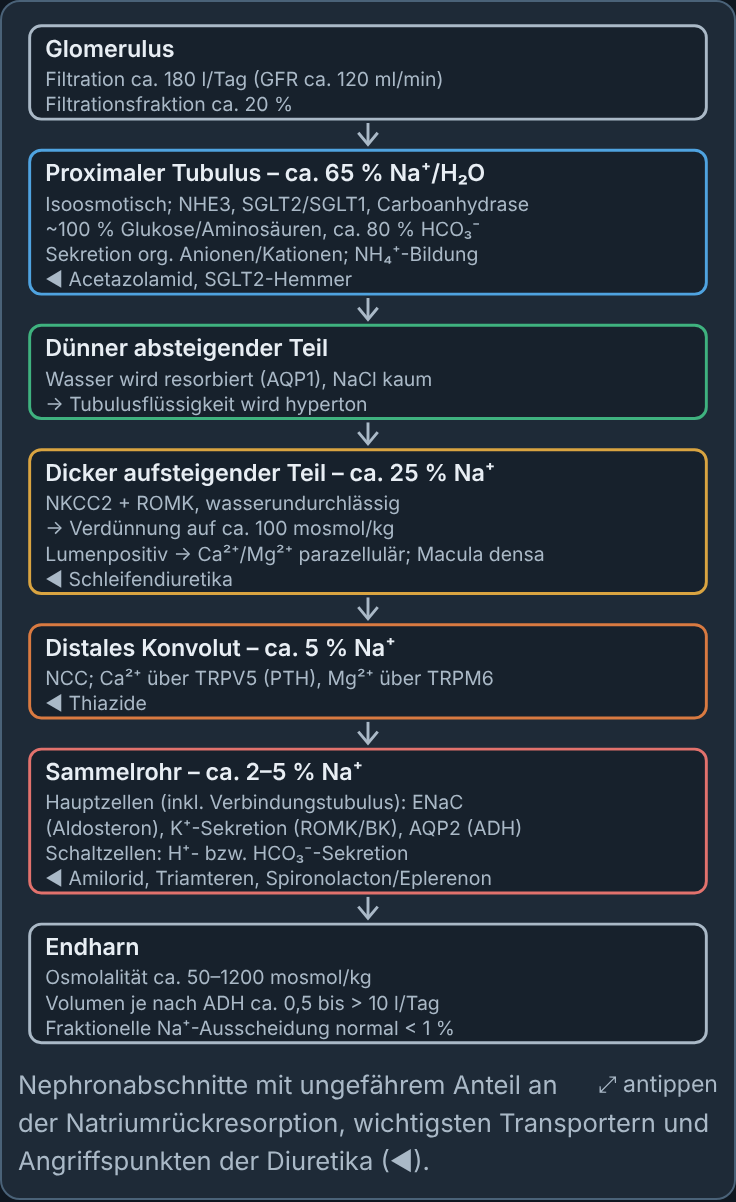 Glomerulus
Filtration ca. 180 l/Tag (GFR ca. 120 ml/min)
Filtrationsfraktion ca. 20 %
Proximaler Tubulus – ca. 65 % Na⁺/H₂O
Isoosmotisch; NHE3, SGLT2/SGLT1, Carboanhydrase
~100 % Glukose/Aminosäuren, ca. 80 % HCO₃⁻
Sekretion org. Anionen/Kationen; NH₄⁺-Bildung
◀ Acetazolamid, SGLT2-Hemmer
Dünner absteigender Teil
Wasser wird resorbiert (AQP1), NaCl kaum
→ Tubulusflüssigkeit wird hyperton
Dicker aufsteigender Teil – ca. 25 % Na⁺
NKCC2 + ROMK, wasserundurchlässig
→ Verdünnung auf ca. 100 mosmol/kg
Lumenpositiv → Ca²⁺/Mg²⁺ parazellulär; Macula densa
◀ Schleifendiuretika
Distales Konvolut – ca. 5 % Na⁺
NCC; Ca²⁺ über TRPV5 (PTH), Mg²⁺ über TRPM6
◀ Thiazide
Sammelrohr – ca. 2–5 % Na⁺
Hauptzellen (inkl. Verbindungstubulus): ENaC
(Aldosteron), K⁺-Sekretion (ROMK/BK), AQP2 (ADH)
Schaltzellen: H⁺- bzw. HCO₃⁻-Sekretion
◀ Amilorid, Triamteren, Spironolacton/Eplerenon
Endharn
Osmolalität ca. 50–1200 mosmol/kg
Volumen je nach ADH ca. 0,5 bis > 10 l/Tag
Fraktionelle Na⁺-Ausscheidung normal < 1 %
Nephronabschnitte mit ungefährem Anteil an ⤢ antippen
der Natriumrückresorption, wichtigsten Transportern und
Angriffspunkten der Diuretika (◀).